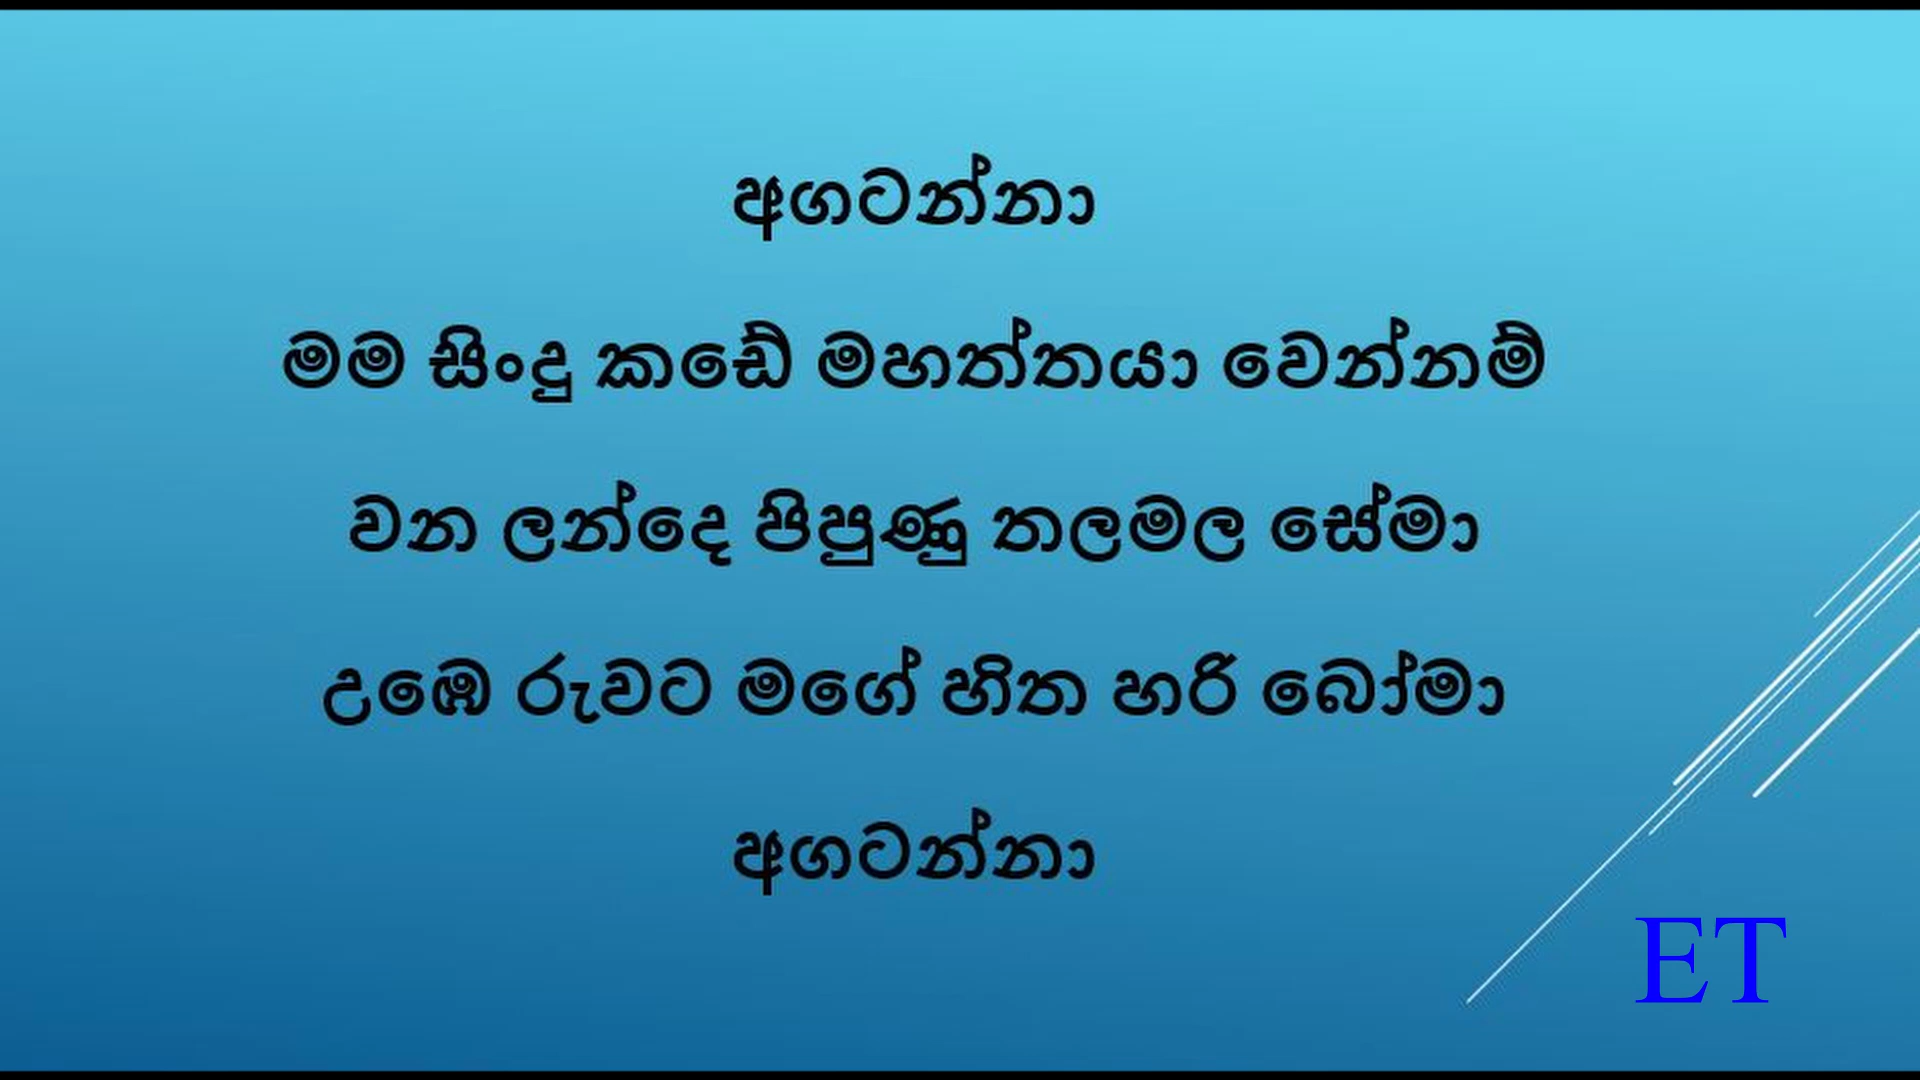 අගටන්නා
මම සිංදු කඩේ මහත්තයා වෙන්නම්
වන ලන්දෙ පිපුණු තලමල සේමා
උඹෙ රුවට මගේ හිත හරි බෝමා
අගටන්නා
ET